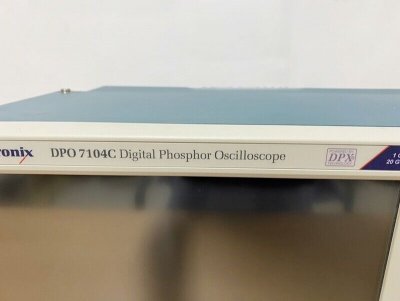 ronix DPO 7104C Digital Phosphor Oscilloscope
DPX
1 G
20 G